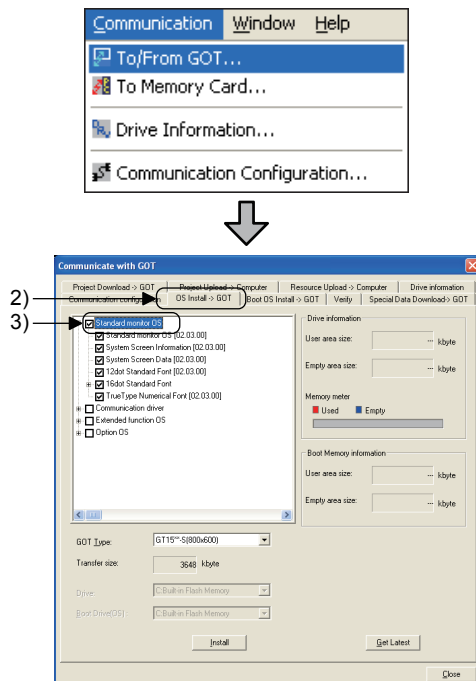 Communication Window Help
To/From GOT...
To Memory Card...
Drive Information...
Communication Configuration...
Communicate with GOT
Project Download -> GOT Project Upload -> Computer Resource Upload -> Computer Drive information
2) Communication configuration OS Install -> GOT Boot OS Install -> GOT Verify Special Data Download-> GOT
3) Standard monitor OS
Standard monitor OS [02.03.00]
System Screen Information [02.03.00]
System Screen Data [02.03.00]
12dot Standard Font [02.03.00]
16dot Standard Font
TrueType Numerical Font [02.03.00]
Communication driver
Extended function OS
Option OS
Drive information
User area size: --- kbyte
Empty area size: --- kbyte
Memory meter
Used Empty
Boot Memory information
User area size: --- kbyte
Empty area size: --- kbyte
GOT Type: GT15**-S(800x600)
Transfer size: 3648 kbyte
Drive: C:Built-in Flash Memory
Boot Drive(OS) : C:Built-in Flash Memory
Install Get Latest
Close